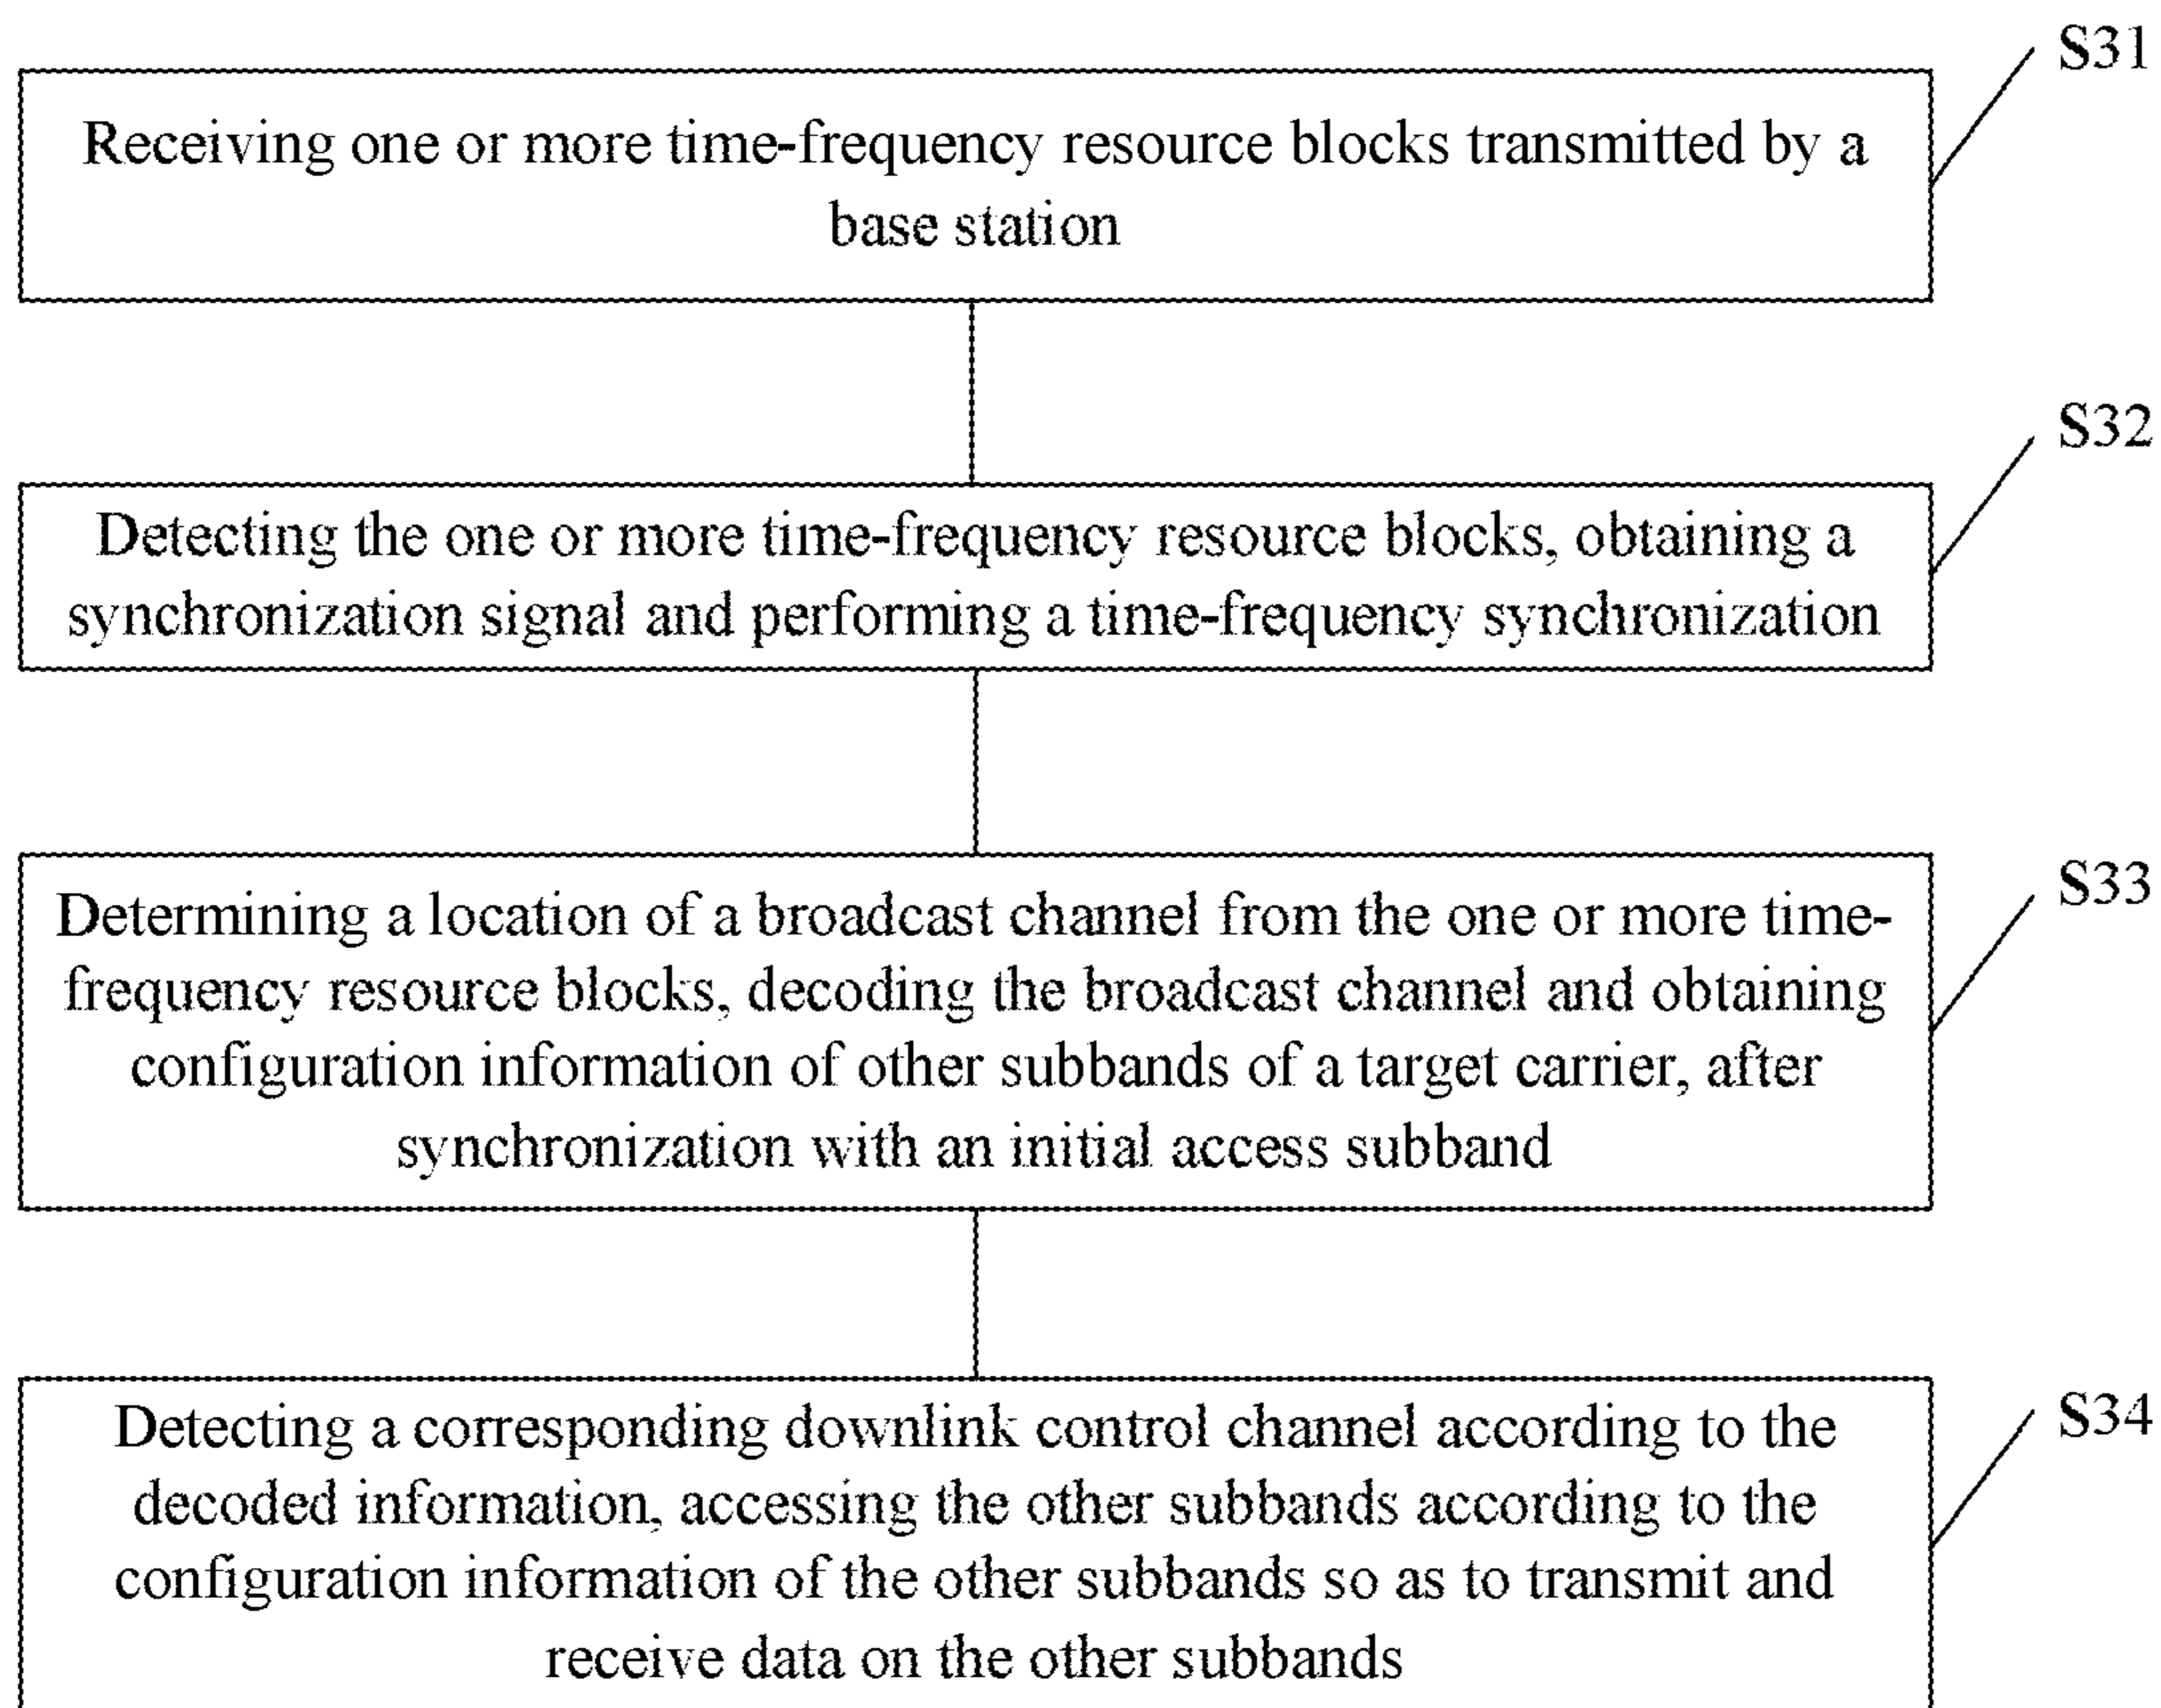 S31
Receiving one or more time-frequency resource blocks transmitted by a
base station
S32
Detecting the one or more time-frequency resource blocks, obtaining a
synchronization signal and performing a time-frequency synchronization
S33
Determining a location of a broadcast channel from the one or more time-
frequency resource blocks, decoding the broadcast channel and obtaining
configuration information of other subbands of a target carrier, after
synchronization with an initial access subband
S34
Detecting a corresponding downlink control channel according to the
decoded information, accessing the other subbands according to the
configuration information of the other subbands so as to transmit and
receive data on the other subbands